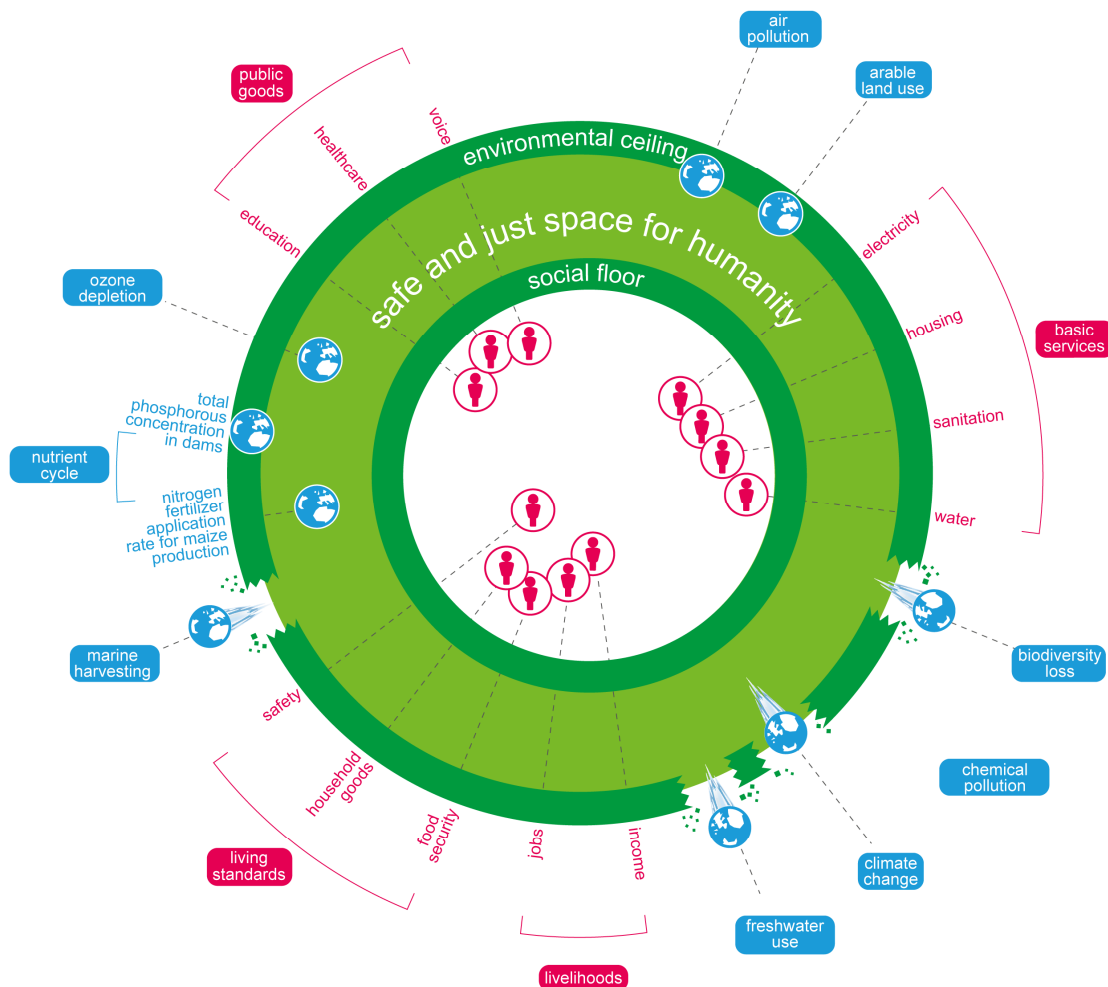 air
pollution
arable
land use
public
goods
voice
healthcare
education
environmental ceiling
safe and just space for humanity
social floor
electricity
housing
basic
services
sanitation
water
ozone
depletion
total
phosphorous
concentration
in dams
nutrient
cycle
nitrogen
fertilizer
application
rate for maize
production
marine
harvesting
biodiversity
loss
safety
household
goods
food
security
jobs
income
living
standards
chemical
pollution
climate
change
freshwater
use
livelihoods